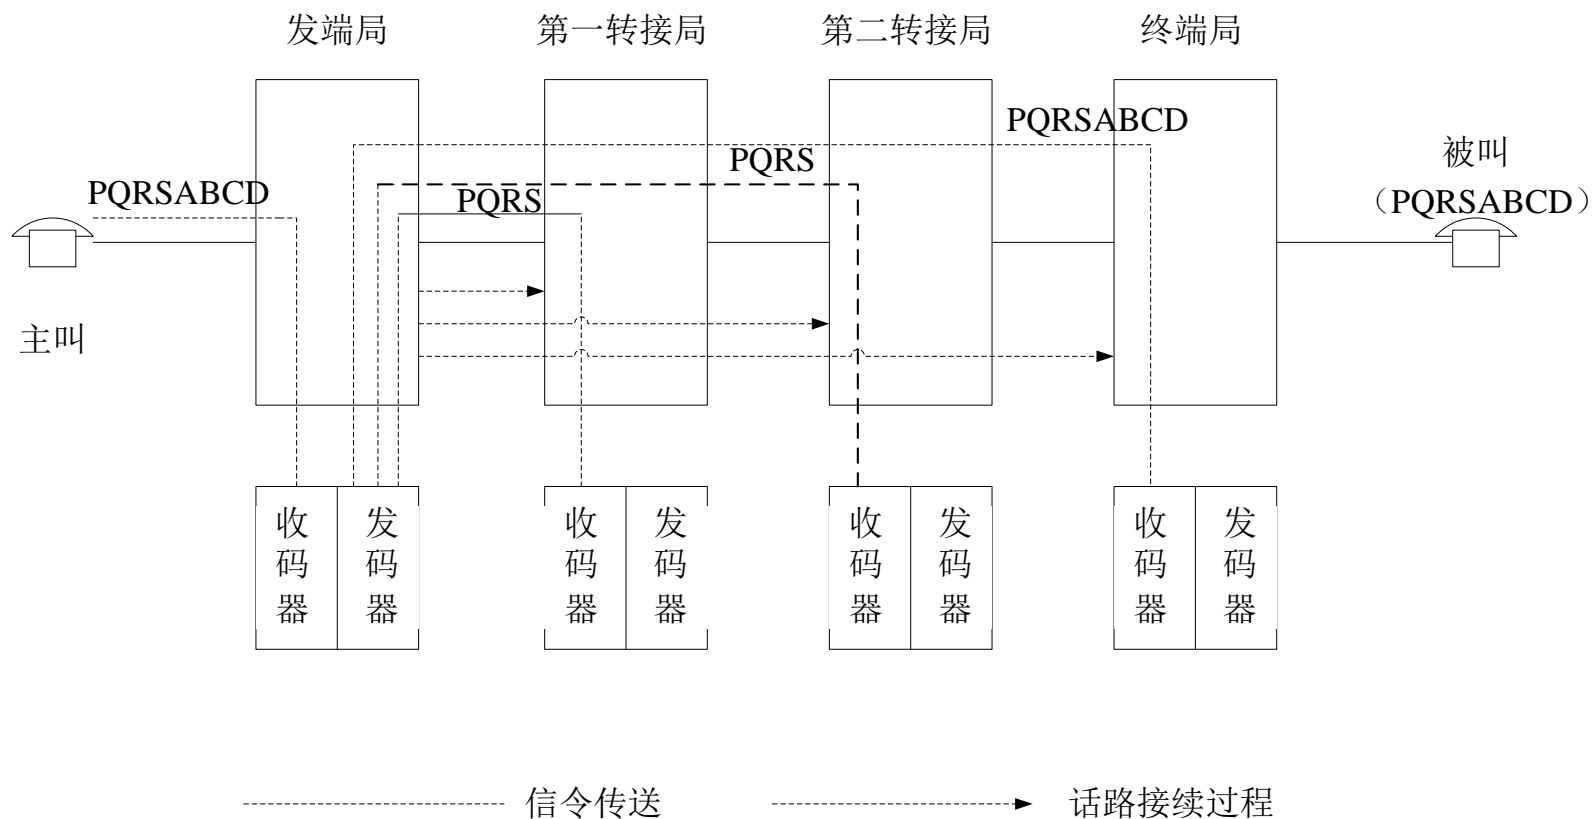 发端局
第一转接局
第二转接局
终端局
PQRSABCD
PQRS
PQRS
PQRSABCD
被叫
（PQRSABCD）
主叫
收码器
发码器
收码器
发码器
收码器
发码器
收码器
发码器
信令传送
话路接续过程